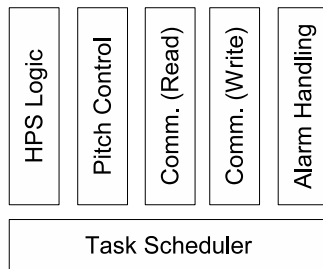 HPS Logic
Pitch Control
Comm. (Read)
Comm. (Write)
Alarm Handling
Task Scheduler